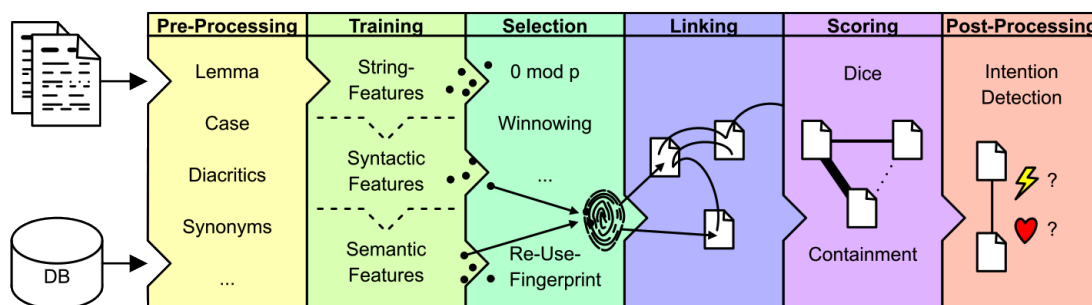 Pre-Processing
Training
Selection
Linking
Scoring
Post-Processing
DB
Lemma
Case
Diacritics
Synonyms
...
String-
Features
Syntactic
Features
Semantic
Features
0 mod p
Winnowing
...
Re-Use-
Fingerprint
Dice
Containment
Intention
Detection
?
?